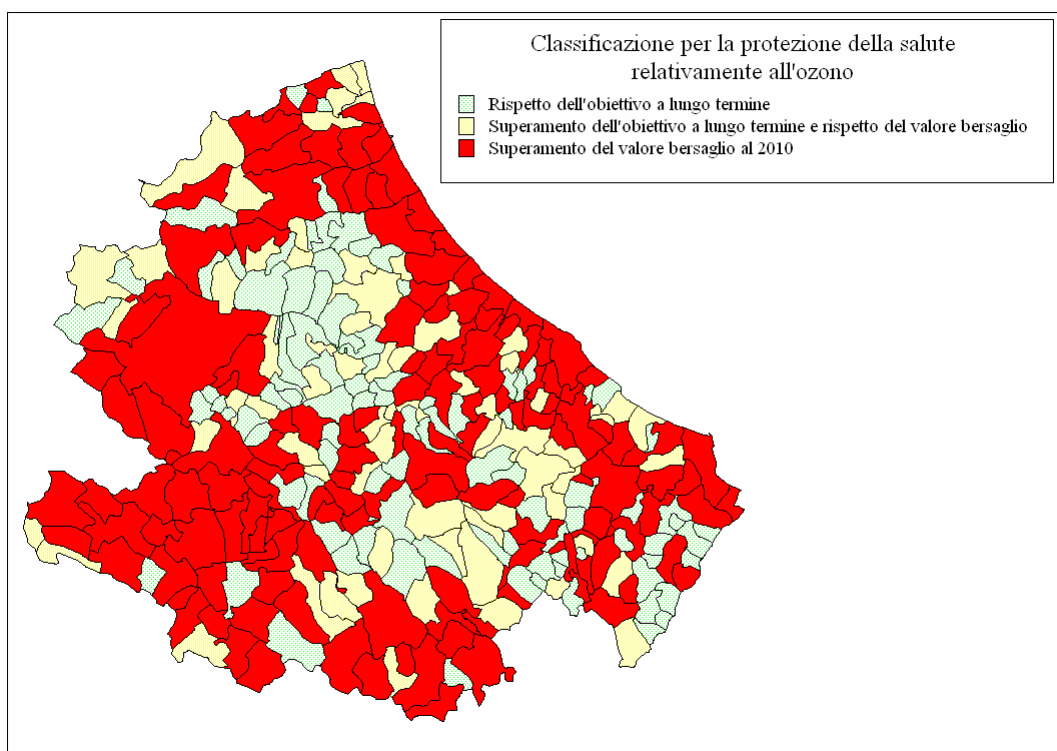 Classificazione per la protezione della salute
relativamente all'ozono
Rispetto dell'obiettivo a lungo termine
Superamento dell'obiettivo a lungo termine e rispetto del valore bersaglio
Superamento del valore bersaglio al 2010